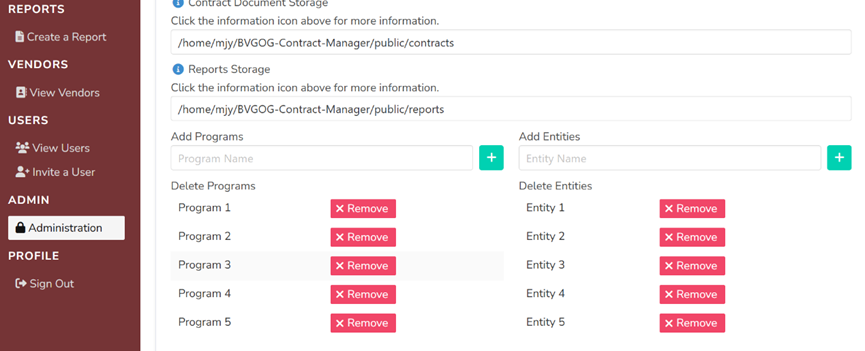 REPORTS
Create a Report
VENDORS
View Vendors
USERS
View Users
Invite a User
ADMIN
Administration
PROFILE
Sign Out
Contract Document Storage
Click the information icon above for more information.
/home/mjy/BVGOG-Contract-Manager/public/contracts
Reports Storage
Click the information icon above for more information.
/home/mjy/BVGOG-Contract-Manager/public/reports
Add Programs
Program Name
Add Entities
Entity Name
Delete Programs
Program 1 Remove
Program 2 Remove
Program 3 Remove
Program 4 Remove
Program 5 Remove
Delete Entities
Entity 1 Remove
Entity 2 Remove
Entity 3 Remove
Entity 4 Remove
Entity 5 Remove